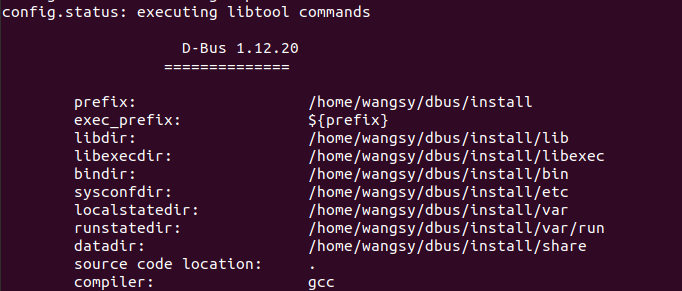 config.status: executing libtool commands
D-Bus 1.12.20
==============
prefix: /home/wangsy/dbus/install
exec_prefix: ${prefix}
libdir: /home/wangsy/dbus/install/lib
libexecdir: /home/wangsy/dbus/install/libexec
bindir: /home/wangsy/dbus/install/bin
sysconfdir: /home/wangsy/dbus/install/etc
localstatedir: /home/wangsy/dbus/install/var
runstatedir: /home/wangsy/dbus/install/var/run
datadir: /home/wangsy/dbus/install/share
source code location: .
compiler: gcc